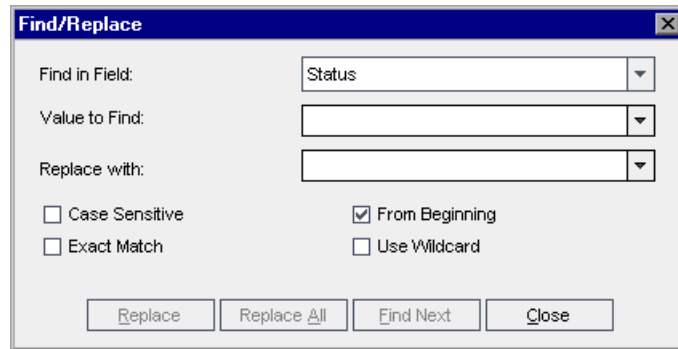 Find/Replace
Find in Field: Status
Value to Find:
Replace with:
Case Sensitive From Beginning
Exact Match Use Wildcard
Replace Replace All Find Next Close